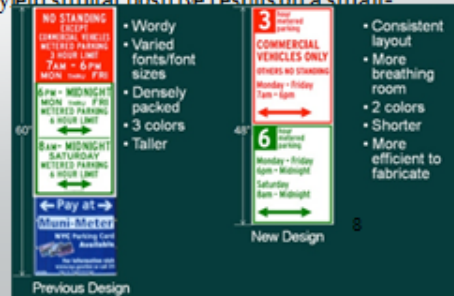 NO STANDING
EXCEPT
COMMERCIAL VEHICLES
METERED PARKING
3 HOUR LIMIT
7AM - 6PM
MON THRU FRI
6PM - MIDNIGHT
MON THRU FRI
METERED PARKING
6 HOUR LIMIT
8AM - MIDNIGHT
SATURDAY
METERED PARKING
6 HOUR LIMIT
Pay at
Muni-Meter
NYC Parking Card
Available
60"
Previous Design
• Wordy
• Varied
fonts/font
sizes
• Densely
packed
• 3 colors
• Taller
3 hour
metered
parking
COMMERCIAL
VEHICLES ONLY
OTHERS NO STANDING
Monday - Friday
7am - 6pm
6 hour
metered
parking
Monday - Friday
6pm - Midnight
Saturday
8am - Midnight
48"
8
New Design
• Consistent
layout
• More
breathing
room
• 2 colors
• Shorter
• More
efficient to
fabricate